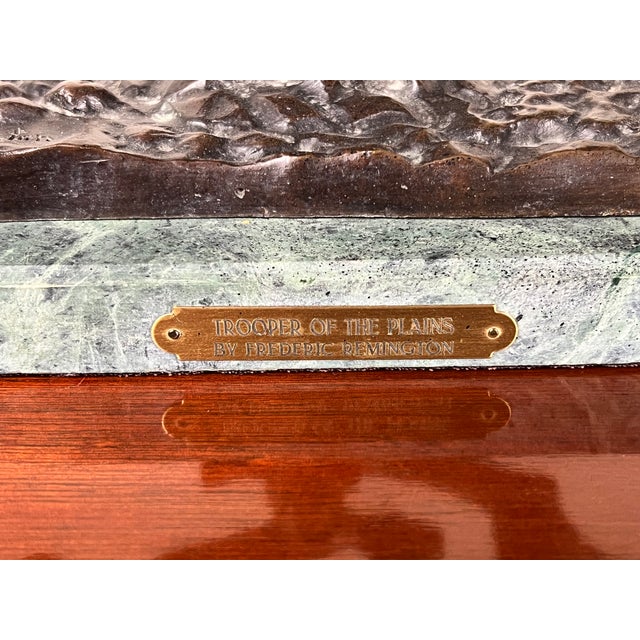 TROOPER OF THE PLAINS
BY FREDERIC REMINGTON